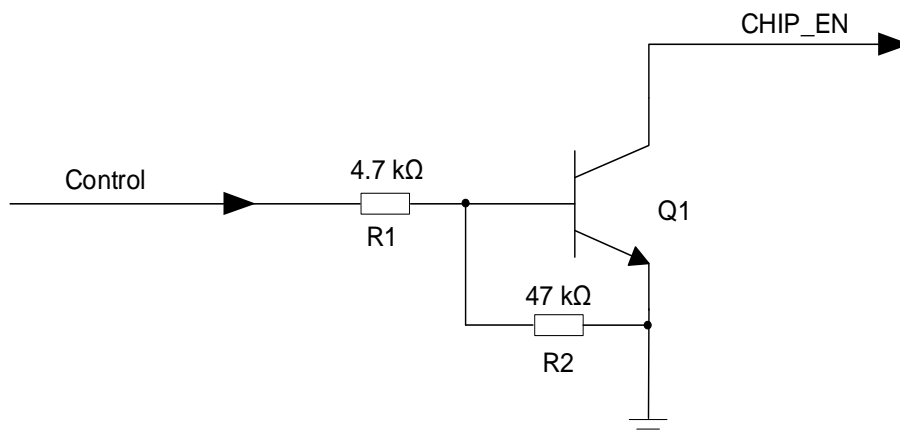 CHIP_EN
Control
4.7 kΩ
R1
Q1
47 kΩ
R2